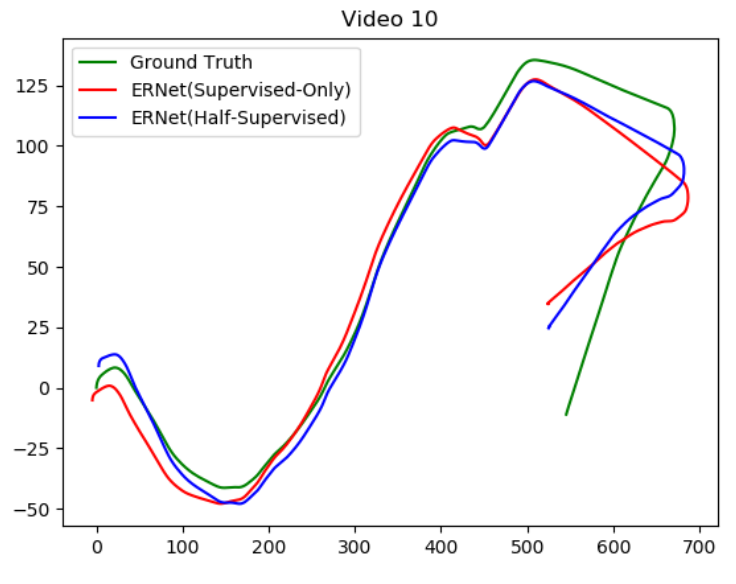 Video 10
Ground Truth
ERNet(Supervised-Only)
ERNet(Half-Supervised)
125
100
75
50
25
0
−25
−50
0 100 200 300 400 500 600 700